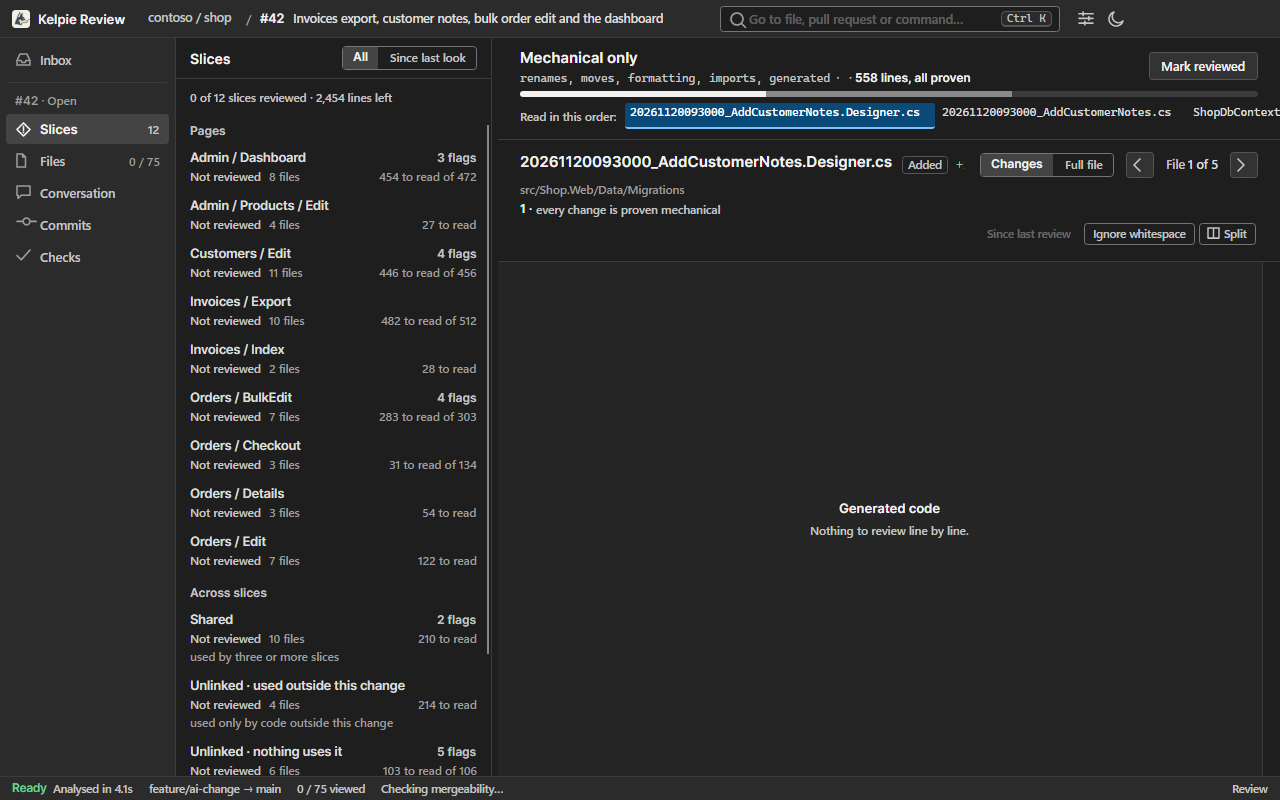 Kelpie Review
contoso / shop / #42 Invoices export, customer notes, bulk order edit and the dashboard
Go to file, pull request or command... Ctrl K
Inbox
#42 · Open
Slices 12
Files 0 / 75
Conversation
Commits
Checks
Slices
All Since last look
0 of 12 slices reviewed · 2,454 lines left
Pages
Admin / Dashboard 3 flags
Not reviewed 8 files 454 to read of 472
Admin / Products / Edit
Not reviewed 4 files 27 to read
Customers / Edit 4 flags
Not reviewed 11 files 446 to read of 456
Invoices / Export
Not reviewed 10 files 482 to read of 512
Invoices / Index
Not reviewed 2 files 28 to read
Orders / BulkEdit 4 flags
Not reviewed 7 files 283 to read of 303
Orders / Checkout
Not reviewed 3 files 31 to read of 134
Orders / Details
Not reviewed 3 files 54 to read
Orders / Edit
Not reviewed 7 files 122 to read
Across slices
Shared 2 flags
Not reviewed 10 files 210 to read
used by three or more slices
Unlinked · used outside this change
Not reviewed 4 files 214 to read
used only by code outside this change
Unlinked · nothing uses it 5 flags
Not reviewed 6 files 103 to read of 106
Mechanical only
renames, moves, formatting, imports, generated · · 558 lines, all proven
Mark reviewed
Read in this order: 20261120093000_AddCustomerNotes.Designer.cs 20261120093000_AddCustomerNotes.cs ShopDbContext
20261120093000_AddCustomerNotes.Designer.cs Added +
Changes Full file
File 1 of 5
src/Shop.Web/Data/Migrations
1 · every change is proven mechanical
Since last review Ignore whitespace Split
Generated code
Nothing to review line by line.
Ready Analysed in 4.1s feature/ai-change → main 0 / 75 viewed Checking mergeability... Review